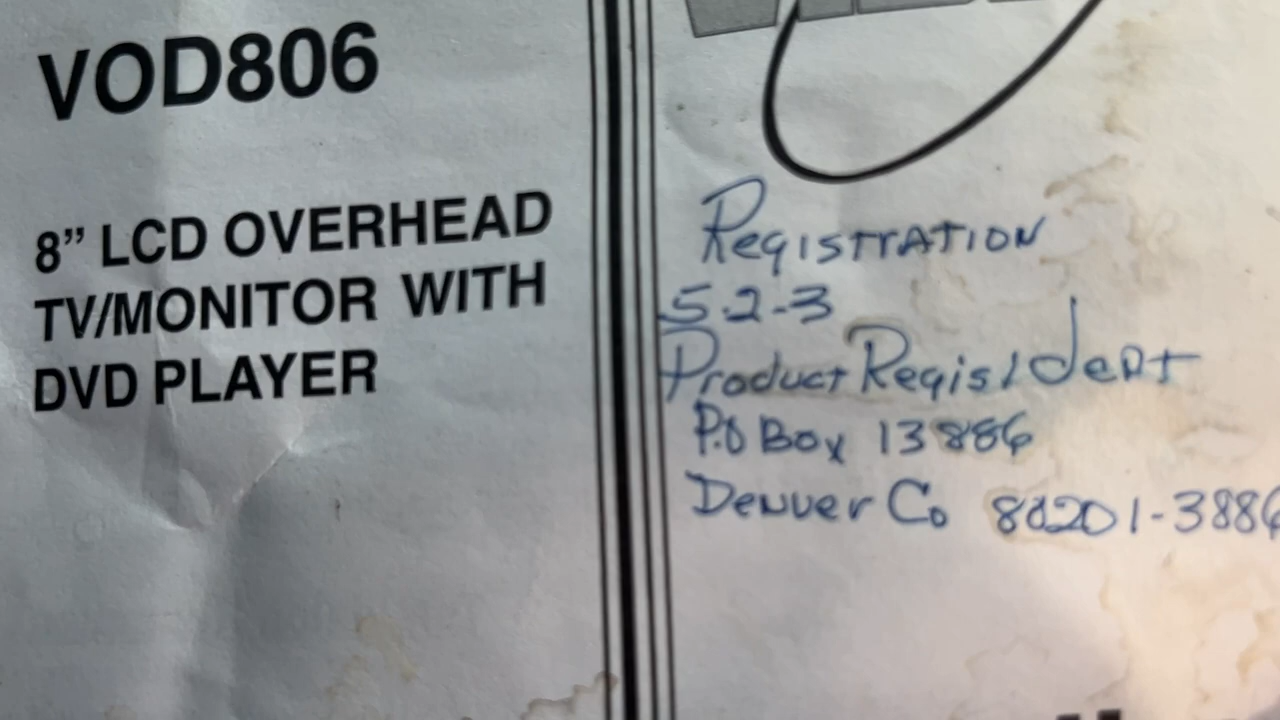 VOD806
8” LCD OVERHEAD
TV/MONITOR WITH
DVD PLAYER
Registration
5-2-3
Product Regis/dept
P.O Box 13886
Denver Co 80201-3886